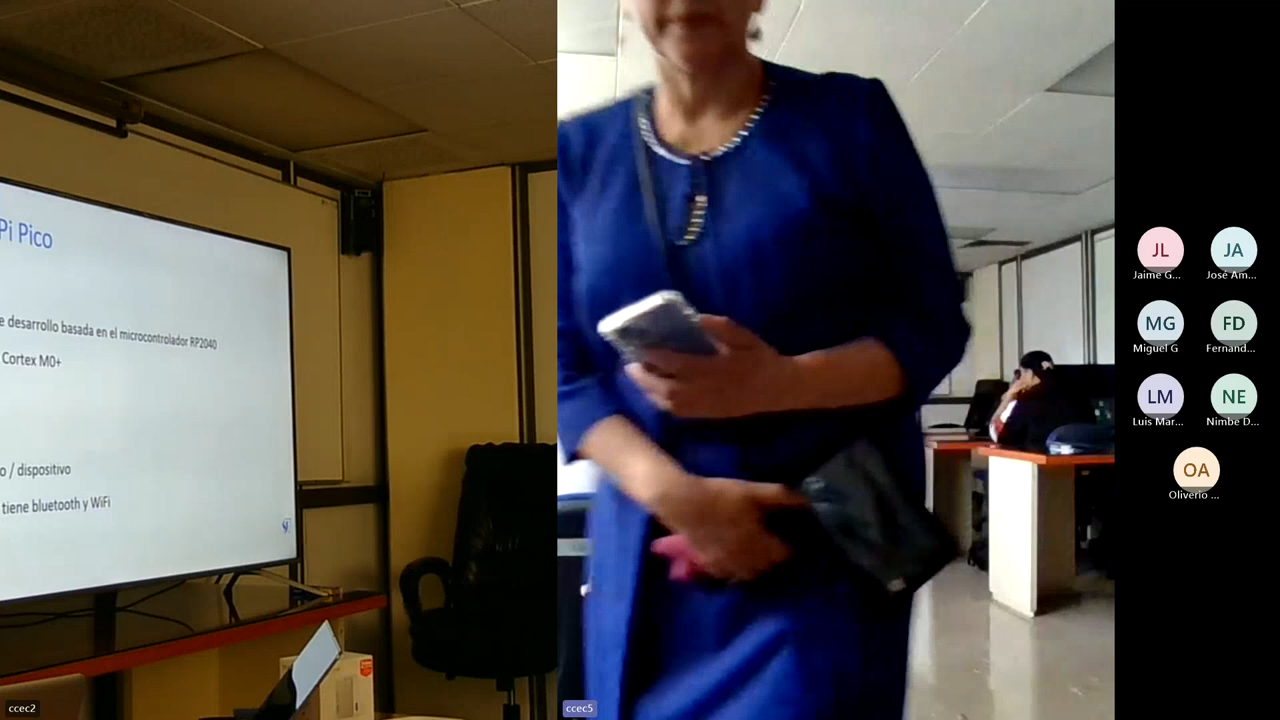 Pi Pico
e desarrollo basada en el microcontrolador RP2040
Cortex M0+
o / dispositivo
tiene bluetooth y WiFi
ccec2
ccec5
JL
Jaime G...
JA
José Am...
MG
Miguel G
FD
Fernand...
LM
Luis Mar...
NE
Nimbe D...
OA
Oliverio ...